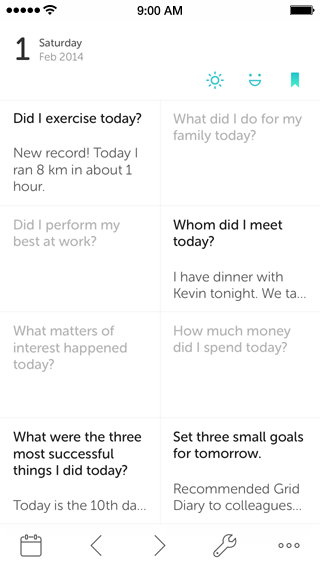 9:00 AM
1
Saturday
Feb 2014
Did I exercise today?
New record! Today I
ran 8 km in about 1
hour.
What did I do for my
family today?
Did I perform my
best at work?
Whom did I meet
today?
I have dinner with
Kevin tonight. We ta...
What matters of
interest happened
today?
How much money
did I spend today?
What were the three
most successful
things I did today?
Today is the 10th da...
Set three small goals
for tomorrow.
Recommended Grid
Diary to colleagues...